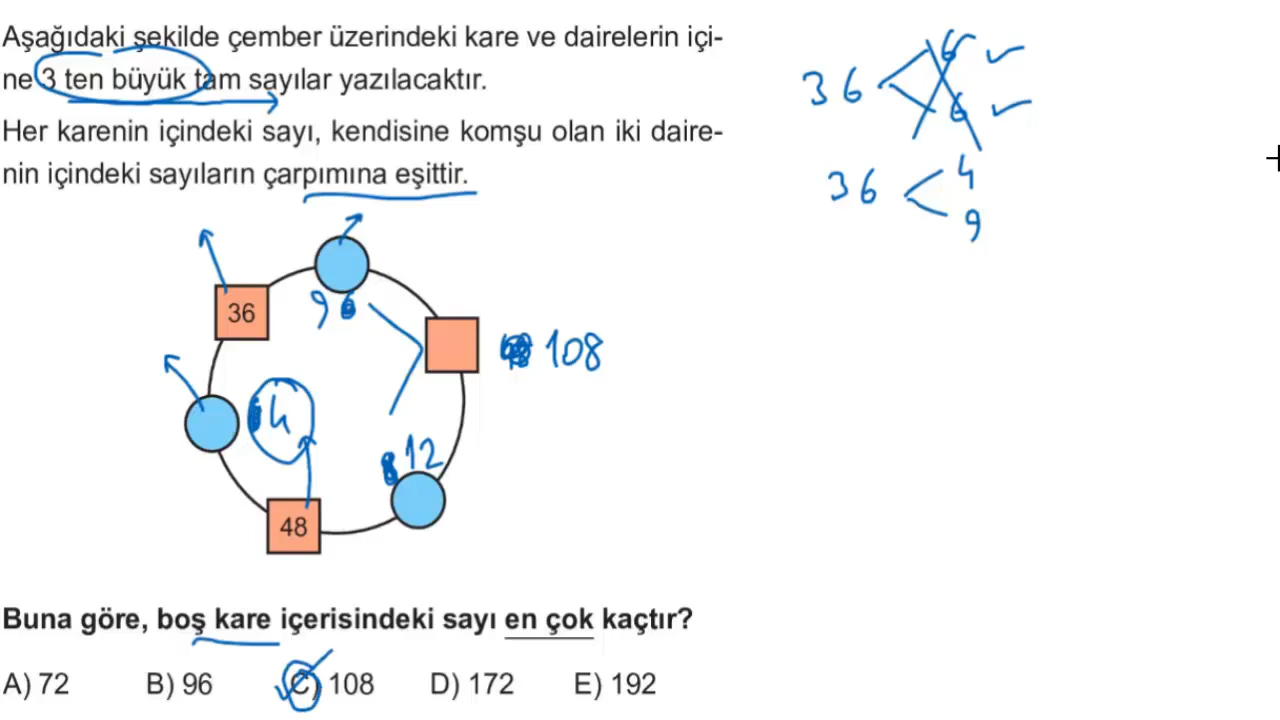 Aşağıdaki şekilde çember üzerindeki kare ve dairelerin içi-
ne 3 ten büyük tam sayılar yazılacaktır.
Her karenin içindeki sayı, kendisine komşu olan iki daire-
nin içindeki sayıların çarpımına eşittir.
36 6
6
36 4
9
36
9 6
108
4
12
48
Buna göre, boş kare içerisindeki sayı en çok kaçtır?
A) 72 B) 96 C) 108 D) 172 E) 192